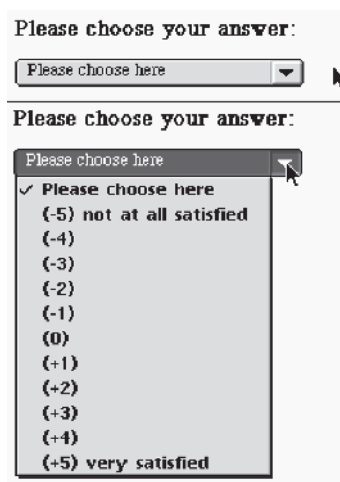 Please choose your answer:
Please choose here
Please choose your answer:
Please choose here
✓ Please choose here
(-5) not at all satisfied
(-4)
(-3)
(-2)
(-1)
(0)
(+1)
(+2)
(+3)
(+4)
(+5) very satisfied